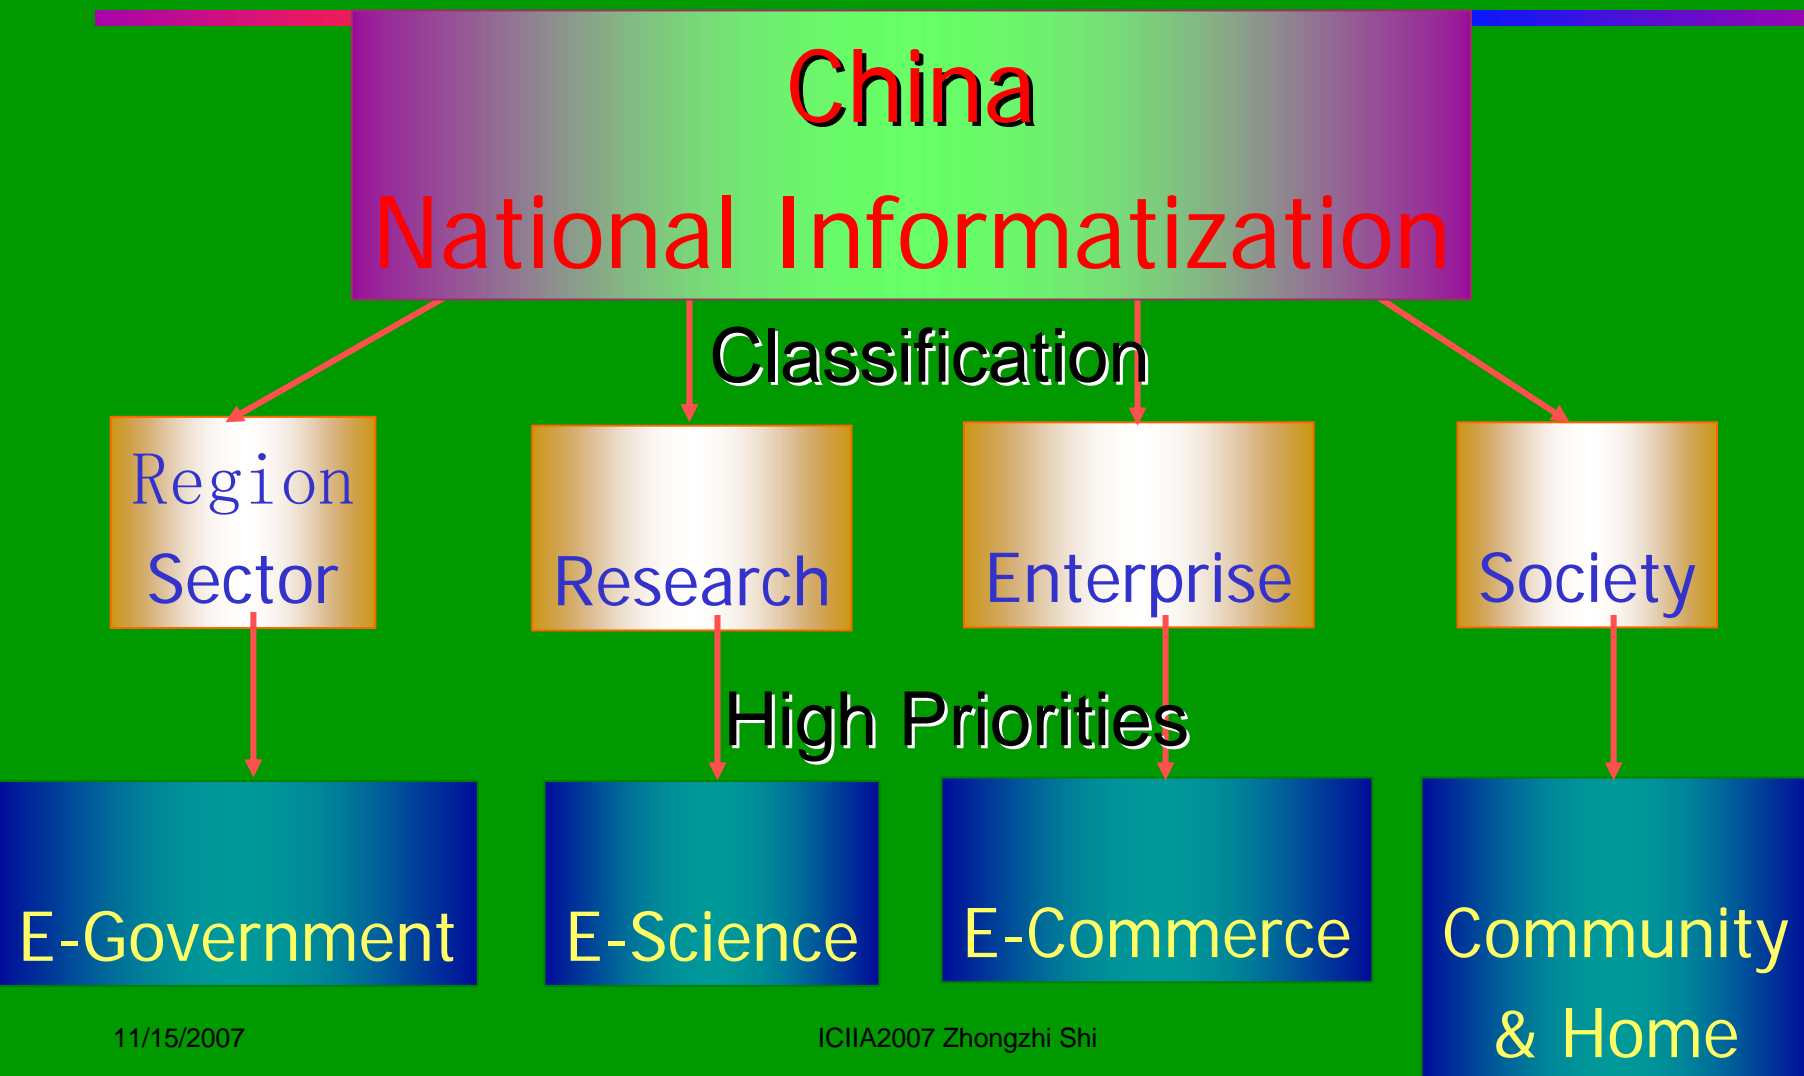 China
National Informatization
Classification
Region
Sector
Research
Enterprise
Society
High Priorities
E-Government
E-Science
E-Commerce
Community
& Home
11/15/2007
ICIIA2007 Zhongzhi Shi